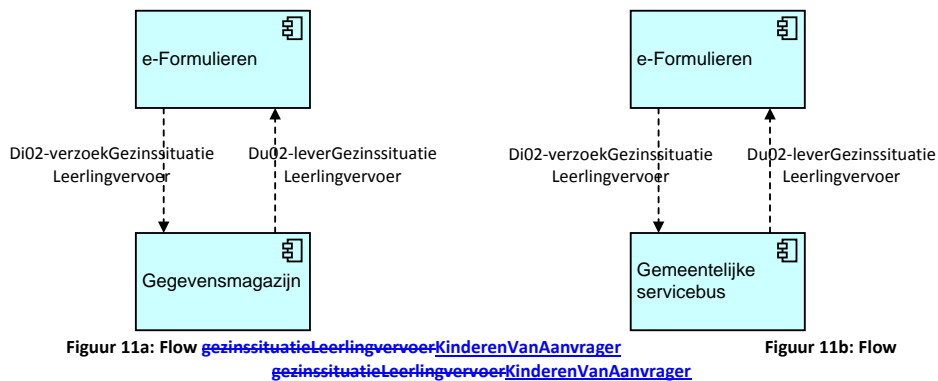 e-Formulieren
Di02-verzoekGezinssituatie
Leerlingvervoer
Du02-leverGezinssituatie
Leerlingvervoer
Gegevensmagazijn
e-Formulieren
Di02-verzoekGezinssituatie
Leerlingvervoer
Du02-leverGezinssituatie
Leerlingvervoer
Gemeentelijke
servicebus
Figuur 11a: Flow gezinssituatieLeerlingvervoerKinderenVanAanvrager Figuur 11b: Flow
gezinssituatieLeerlingvervoerKinderenVanAanvrager